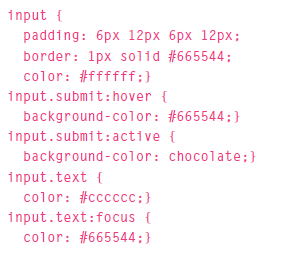 input {
  padding: 6px 12px 6px 12px;
  border: 1px solid #665544;
  color: #ffffff;}
input.submit:hover {
  background-color: #665544;}
input.submit:active {
  background-color: chocolate;}
input.text {
  color: #cccccc;}
input.text:focus {
  color: #665544;}